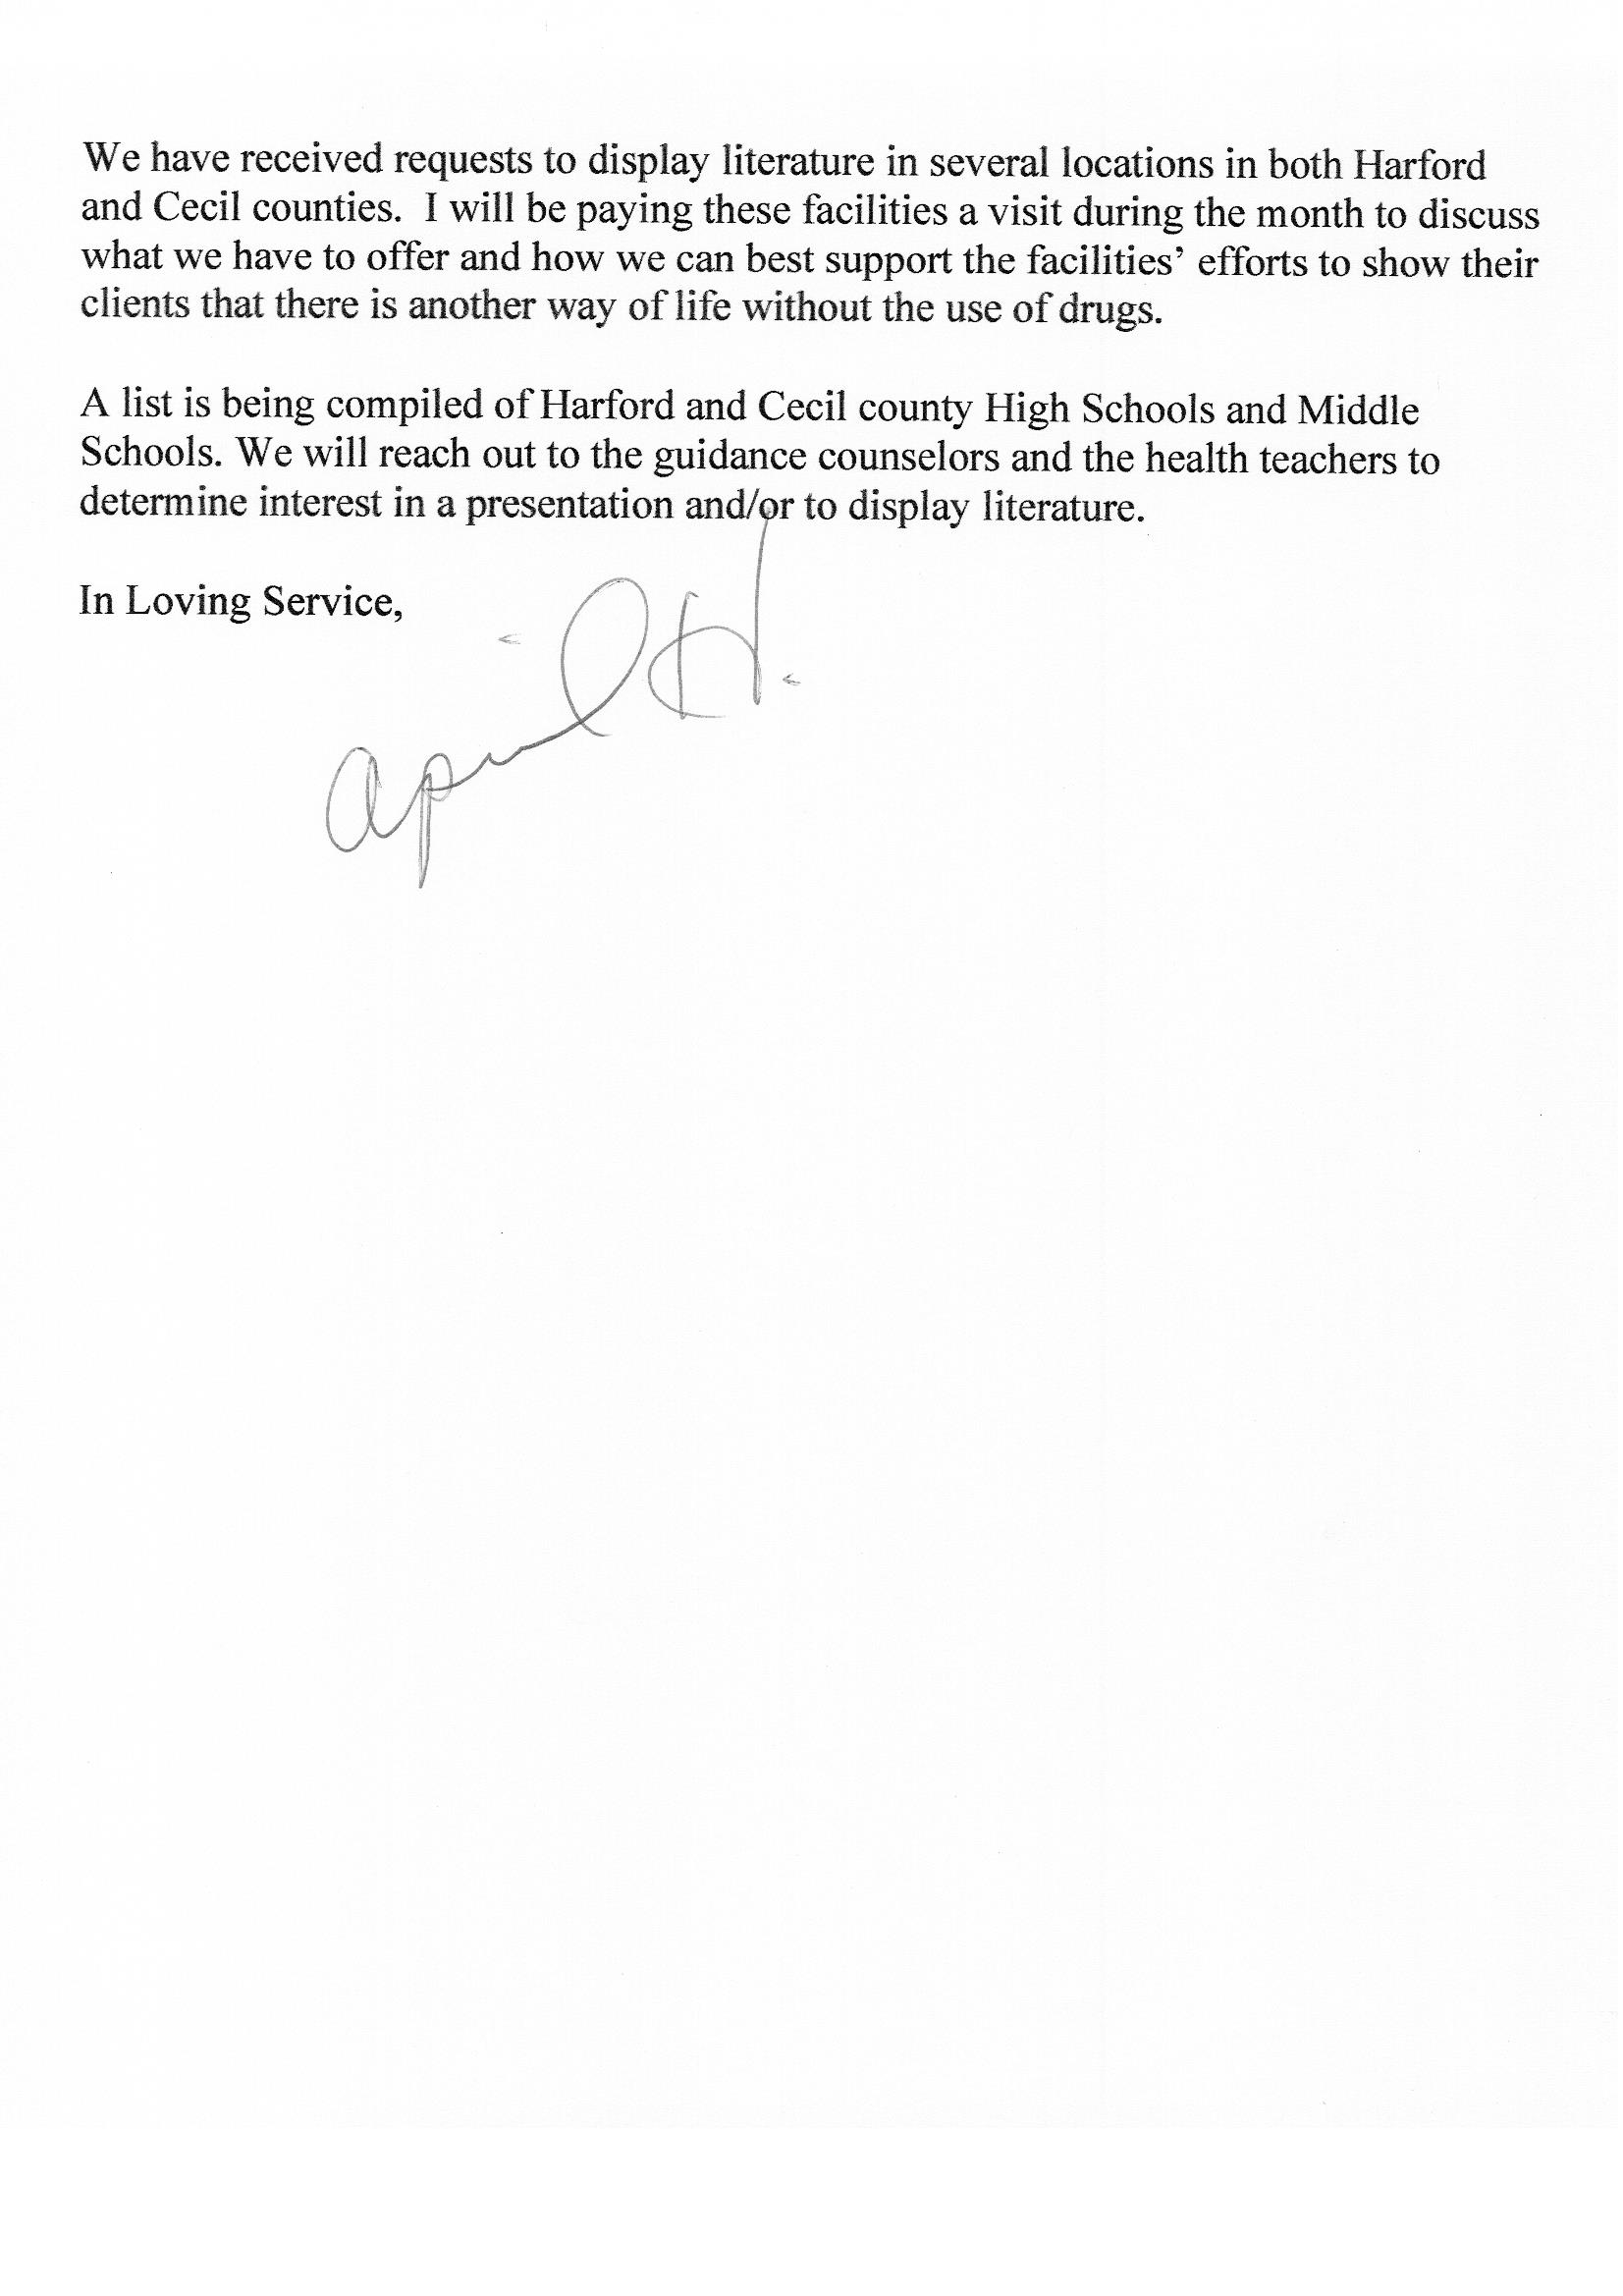 We have received requests to display literature in several locations in both Harford
and Cecil counties.  I will be paying these facilities a visit during the month to discuss
what we have to offer and how we can best support the facilities’ efforts to show their
clients that there is another way of life without the use of drugs.
A list is being compiled of Harford and Cecil county High Schools and Middle
Schools. We will reach out to the guidance counselors and the health teachers to
determine interest in a presentation and/or to display literature.
In Loving Service,
April H.